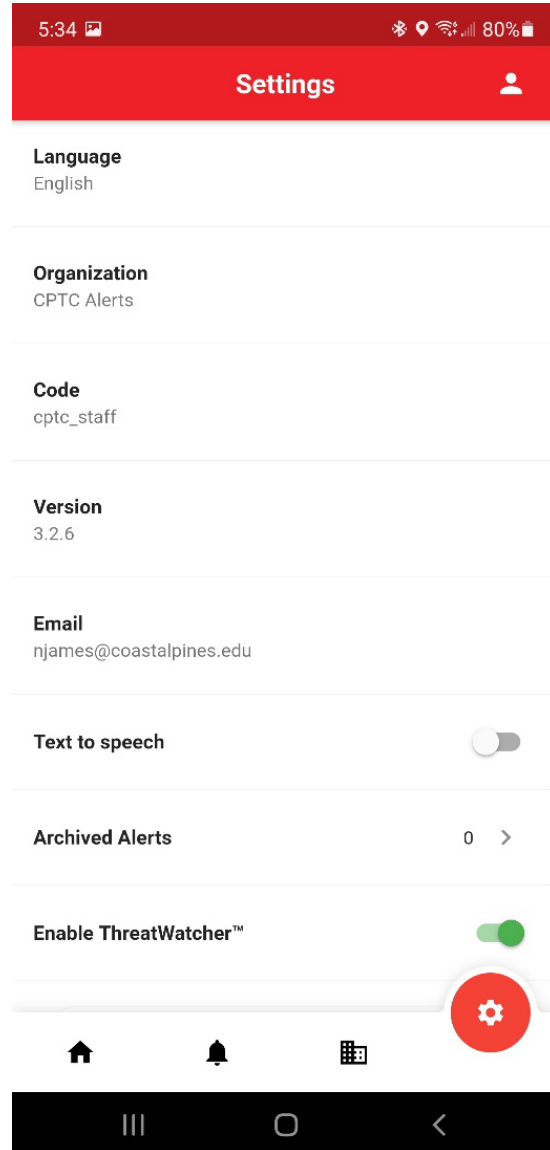 5:34
80%
Settings
Language
English
Organization
CPTC Alerts
Code
cptc_staff
Version
3.2.6
Email
njames@coastalpines.edu
Text to speech
Archived Alerts 0
Enable ThreatWatcher™